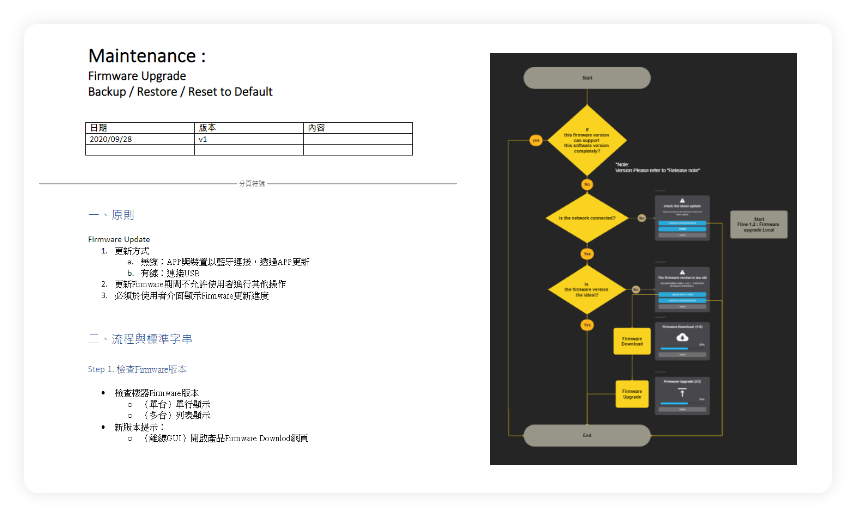 Maintenance :
Firmware Upgrade
Backup / Restore / Reset to Default
日期 版本 內容
2020/09/28 v1
分頁符號
一、原則
Firmware Update
1. 更新方式
a. 無線：APP與裝置以藍牙連接，透過APP更新
b. 有線：連接USB
2. 更新Firmware期間不允許使用者進行其他操作
3. 必須於使用者介面顯示Firmware更新進度
二、流程與標準字串
Step 1. 檢查Firmware版本
• 檢查機器Firmware版本
○ （單台）單行顯示
○ （多台）列表顯示
• 新版本提示：
○ （離線GUI）開啟產品Firmware Downlod網頁
Start
If
this firmware version
can support
this software version
completely?
yes
*Note:
Version Please refer to "Release note"
No
Is the network connected?
No
Check the latest update
Start
Flow-1.2 : Firmware
upgrade Local
Yes
Is
the firmware version
the latest?
No
The firmware version is too old
Yes
Firmware
Download
Firmware Download (1/2)
Firmware
Upgrade
Firmware Upgrade (2/2)
End